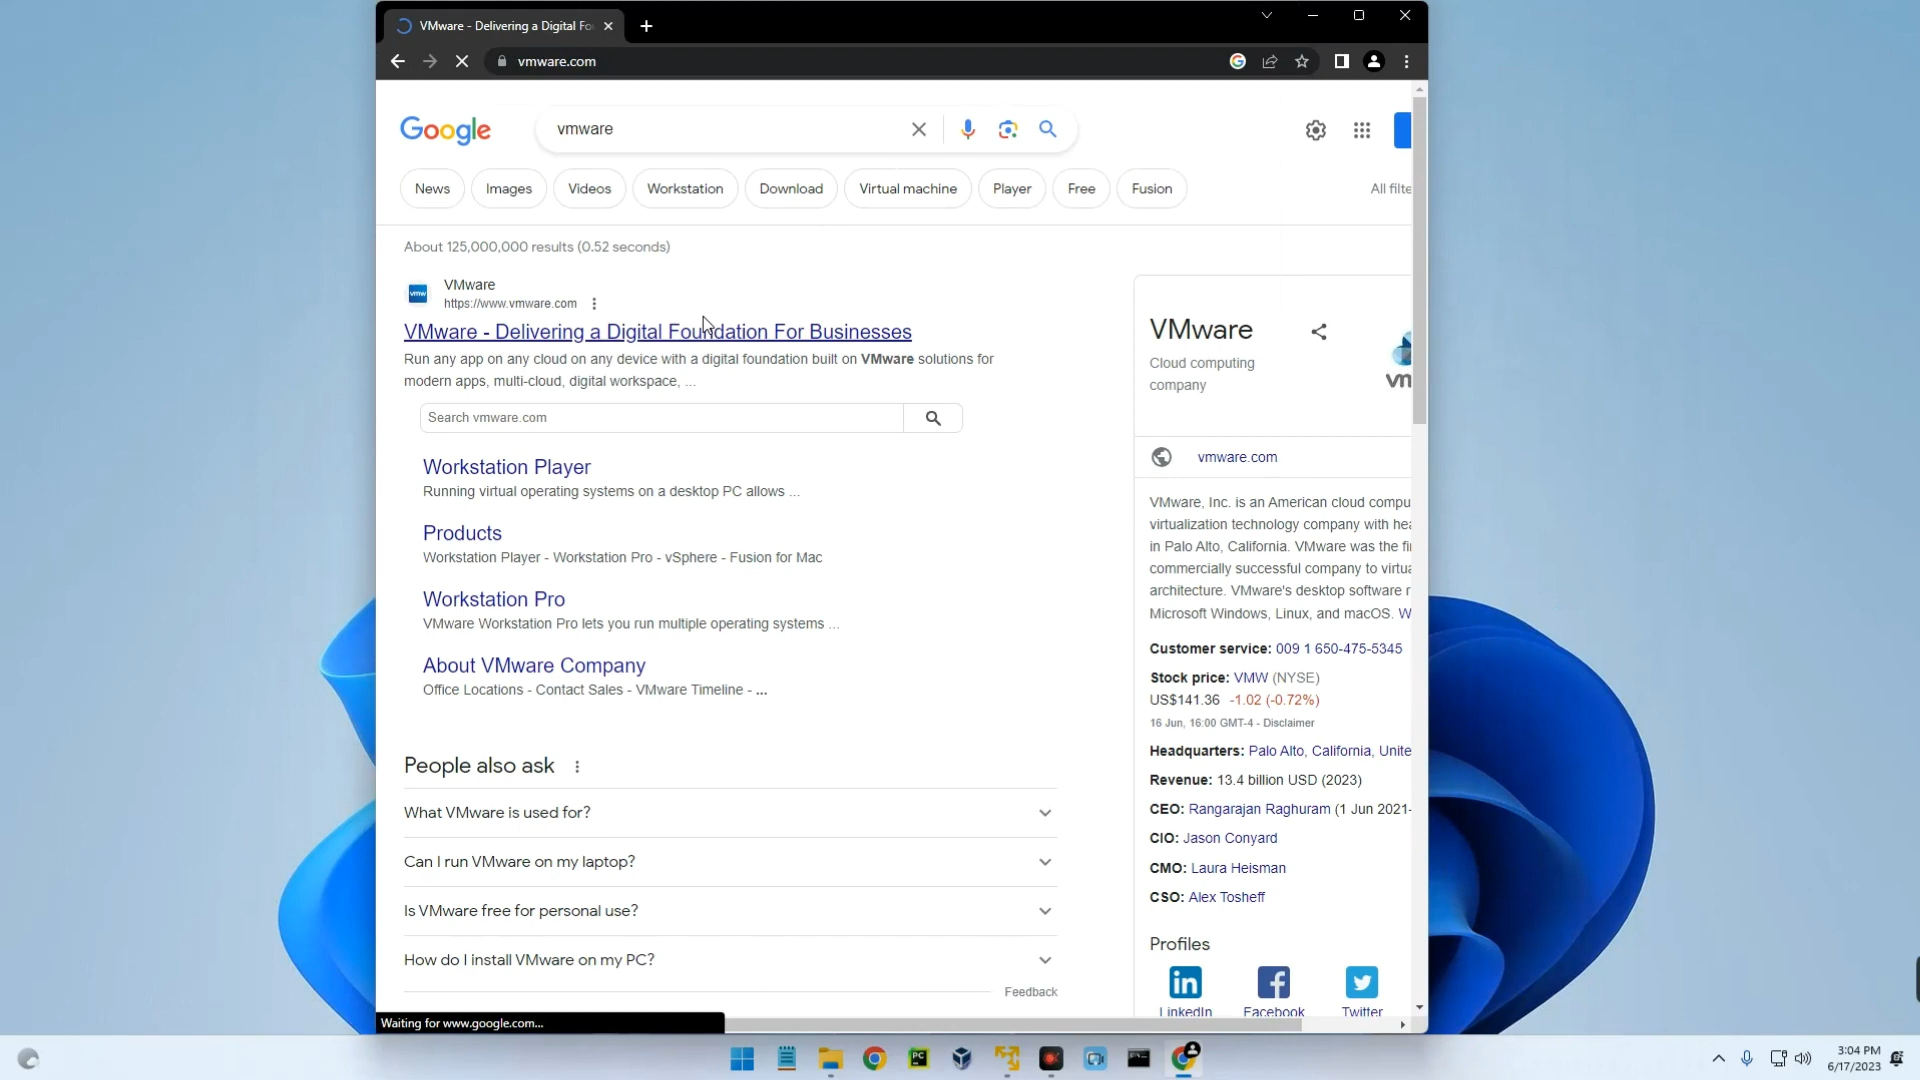 VMware - Delivering a Digital Fo
vmware.com
Google
vmware
News
Images
Videos
Workstation
Download
Virtual machine
Player
Free
Fusion
All filte
About 125,000,000 results (0.52 seconds)
vmw
VMware
https://www.vmware.com
VMware - Delivering a Digital Foundation For Businesses
Run any app on any cloud on any device with a digital foundation built on VMware solutions for
modern apps, multi-cloud, digital workspace, ...
Search vmware.com
Workstation Player
Running virtual operating systems on a desktop PC allows ...
Products
Workstation Player - Workstation Pro - vSphere - Fusion for Mac
Workstation Pro
VMware Workstation Pro lets you run multiple operating systems ...
About VMware Company
Office Locations - Contact Sales - VMware Timeline - ...
People also ask
What VMware is used for?
Can I run VMware on my laptop?
Is VMware free for personal use?
How do I install VMware on my PC?
Feedback
VMware
Cloud computing
company
vm
vmware.com
VMware, Inc. is an American cloud compu
virtualization technology company with hea
in Palo Alto, California. VMware was the fi
commercially successful company to virtua
architecture. VMware's desktop software r
Microsoft Windows, Linux, and macOS. W
Customer service: 009 1 650-475-5345
Stock price: VMW (NYSE)
US$141.36 -1.02 (-0.72%)
16 Jun, 16:00 GMT-4 - Disclaimer
Headquarters: Palo Alto, California, Unite
Revenue: 13.4 billion USD (2023)
CEO: Rangarajan Raghuram (1 Jun 2021-
CIO: Jason Conyard
CMO: Laura Heisman
CSO: Alex Tosheff
Profiles
LinkedIn
Facebook
Twitter
Waiting for www.google.com...
PC
3:04 PM
6/17/2023